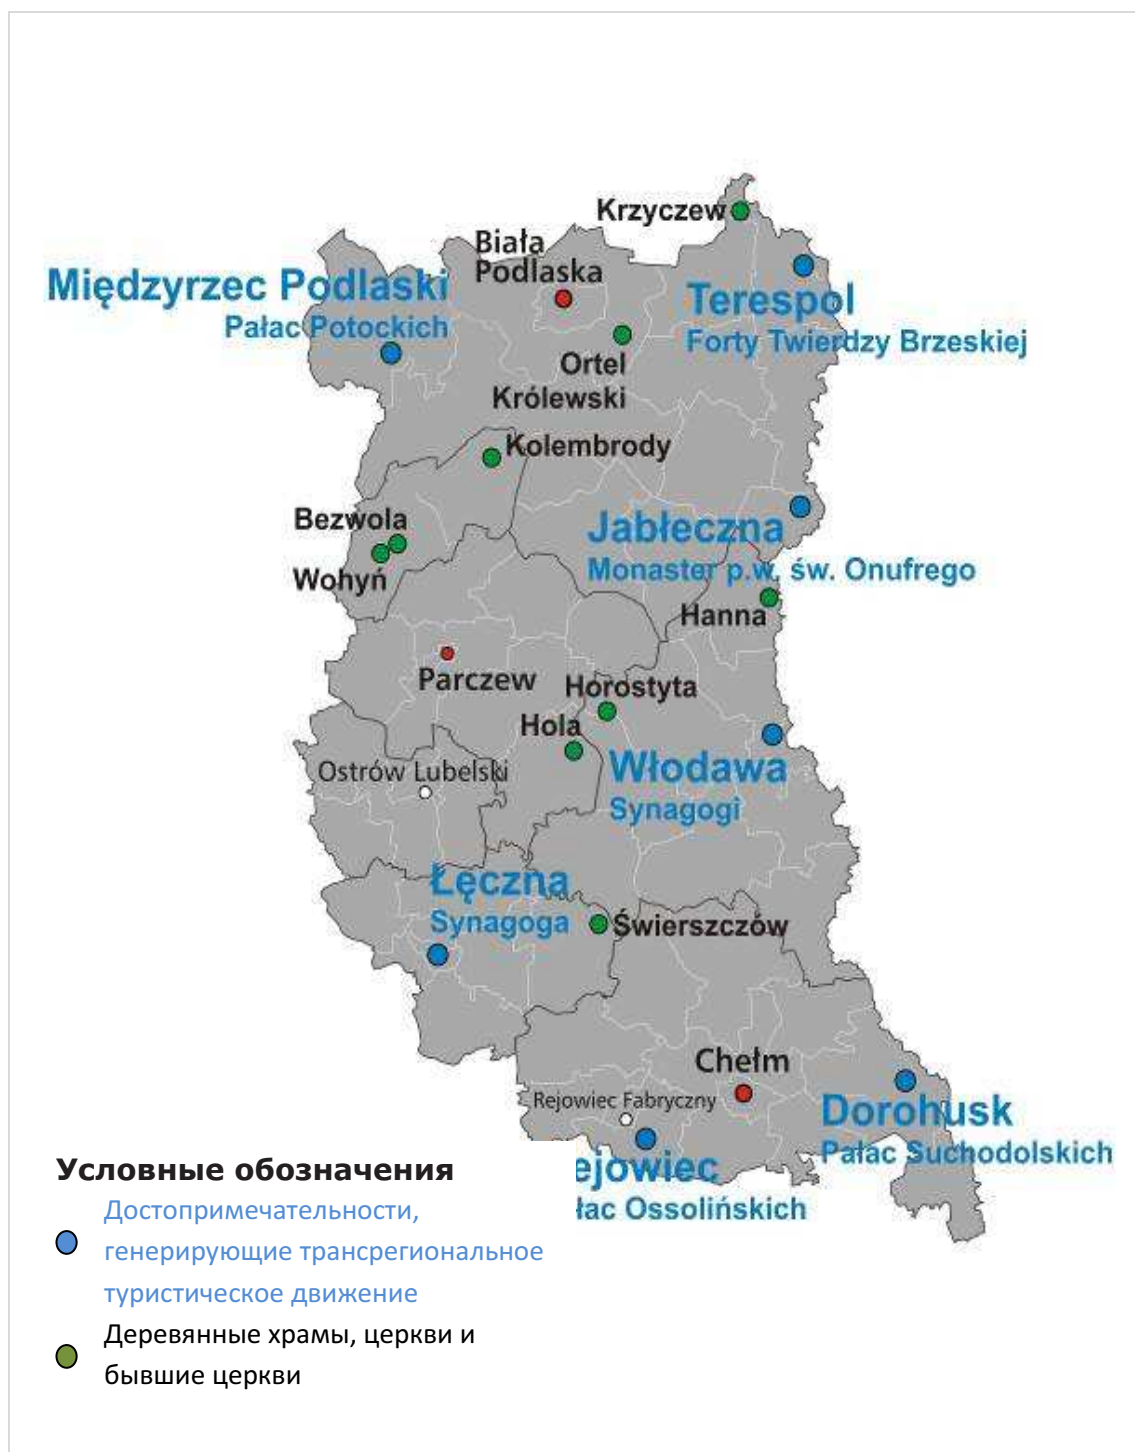 Krzyczew
Biała
Podlaska
Międzyrzec Podlaski
Pałac Potockich
Terespol
Forty Twierdzy Brzeskiej
Ortel
Królewski
Kolembrody
Bezwola
Wohyń
Jabłeczna
Monaster p.w. św. Onufrego
Hanna
Parczew
Horostyta
Hola
Włodawa
Synagogi
Ostrów Lubelski
Łęczna
Synagoga
Świerszczów
Chełm
Rejowiec Fabryczny
Dorohusk
Pałac Suchodolskich
ejowiec
łac Ossolińskich
Условные обозначения
Достопримечательности,
генерирующие трансрегиональное
туристическое движение
Деревянные храмы, церкви и
бывшие церкви